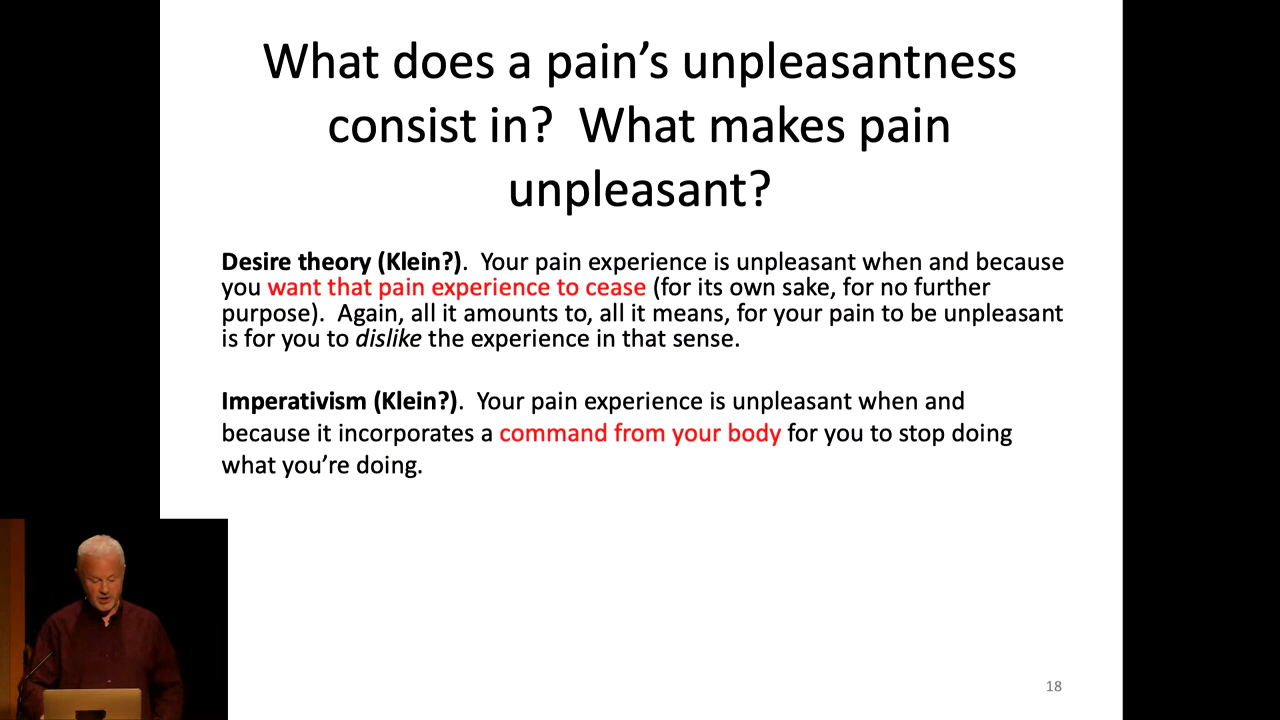 What does a pain’s unpleasantness
consist in?  What makes pain
unpleasant?
Desire theory (Klein?).  Your pain experience is unpleasant when and because
you want that pain experience to cease (for its own sake, for no further
purpose).  Again, all it amounts to, all it means, for your pain to be unpleasant
is for you to dislike the experience in that sense.
Imperativism (Klein?).  Your pain experience is unpleasant when and
because it incorporates a command from your body for you to stop doing
what you’re doing.
18